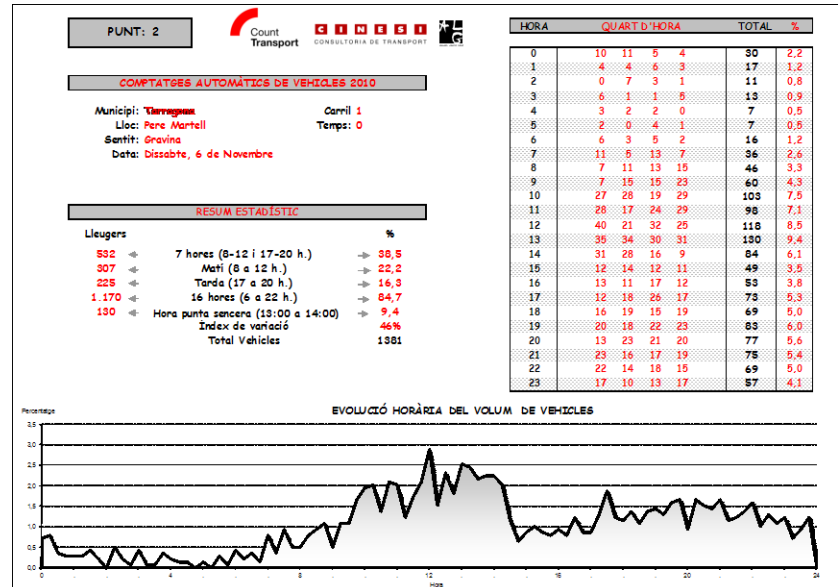 PUNT: 2
Count
Transport
CINESI
CONSULTORIA DE TRANSPORT
COMPTATGES AUTOMÀTICS DE VEHICLES 2010
Municipi: Tarragona Carril 1
Lloc: Pere Martell Temps: 0
Sentit: Gravina
Data: Dissabte, 6 de Novembre
RESUM ESTADÍSTIC
Lleugers %
532 7 hores (8-12 i 17-20 h.) 38,5
307 Matí (8 a 12 h.) 22,2
225 Tarda (17 a 20 h.) 16,3
1.170 16 hores (6 a 22 h.) 84,7
130 Hora punta sencera (13:00 a 14:00) 9,4
Índex de variació 46%
Total Vehicles 1381
HORA QUART D'HORA TOTAL %
0 10 11 5 4 30 2,2
1 4 4 6 3 17 1,2
2 0 7 3 1 11 0,8
3 6 1 1 5 13 0,9
4 3 2 2 0 7 0,5
5 2 0 4 1 7 0,5
6 6 3 5 2 16 1,2
7 11 5 13 7 36 2,6
8 7 11 13 15 46 3,3
9 7 15 15 23 60 4,3
10 27 28 19 29 103 7,5
11 28 17 24 29 98 7,1
12 40 21 32 25 118 8,5
13 35 34 30 31 130 9,4
14 31 28 16 9 84 6,1
15 12 14 12 11 49 3,5
16 13 11 17 12 53 3,8
17 12 18 26 17 73 5,3
18 16 19 15 19 69 5,0
19 20 18 22 23 83 6,0
20 13 23 21 20 77 5,6
21 23 16 17 19 75 5,4
22 22 14 18 15 69 5,0
23 17 10 13 17 57 4,1
EVOLUCIÓ HORÀRIA DEL VOLUM DE VEHICLES
Percentatge
3,5
3,0
2,5
2,0
1,5
1,0
0,5
0,0
0 4 8 12 16 20 24
Hora